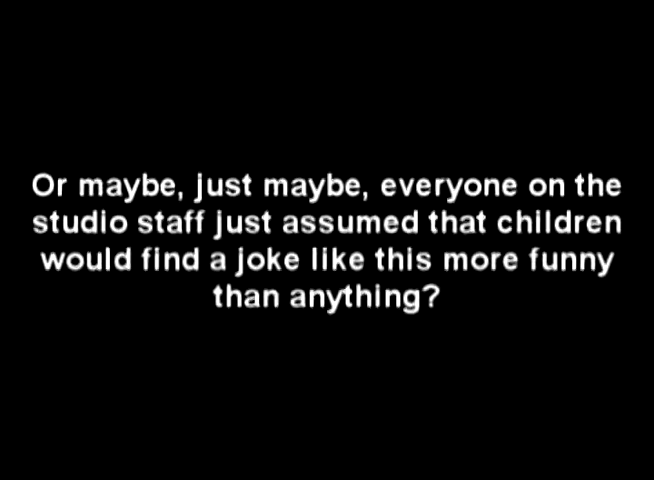 Or maybe, just maybe, everyone on the
studio staff just assumed that children
would find a joke like this more funny
than anything?